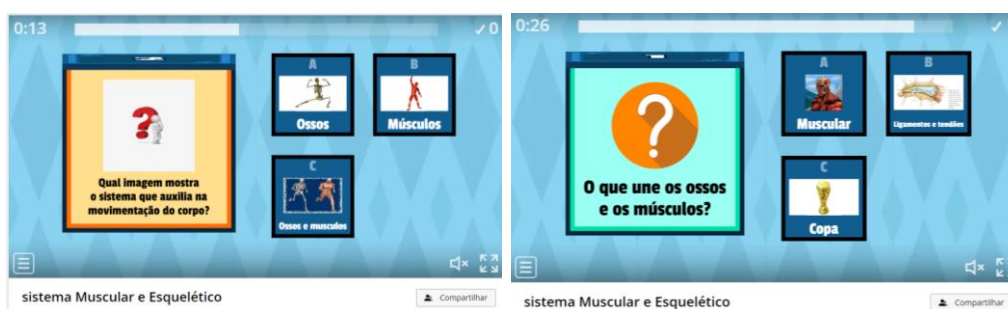 0:13
✓ 0
A
B
Ossos
Músculos
Qual imagem mostra
o sistema que auxilia na
movimentação do corpo?
C
Ossos e musculos
sistema Muscular e Esquelético
Compartilhar
0:26
✓
A
B
Muscular
Ligamentos e tendões
O que une os ossos
e os músculos?
C
Copa
sistema Muscular e Esquelético
Compartilhar